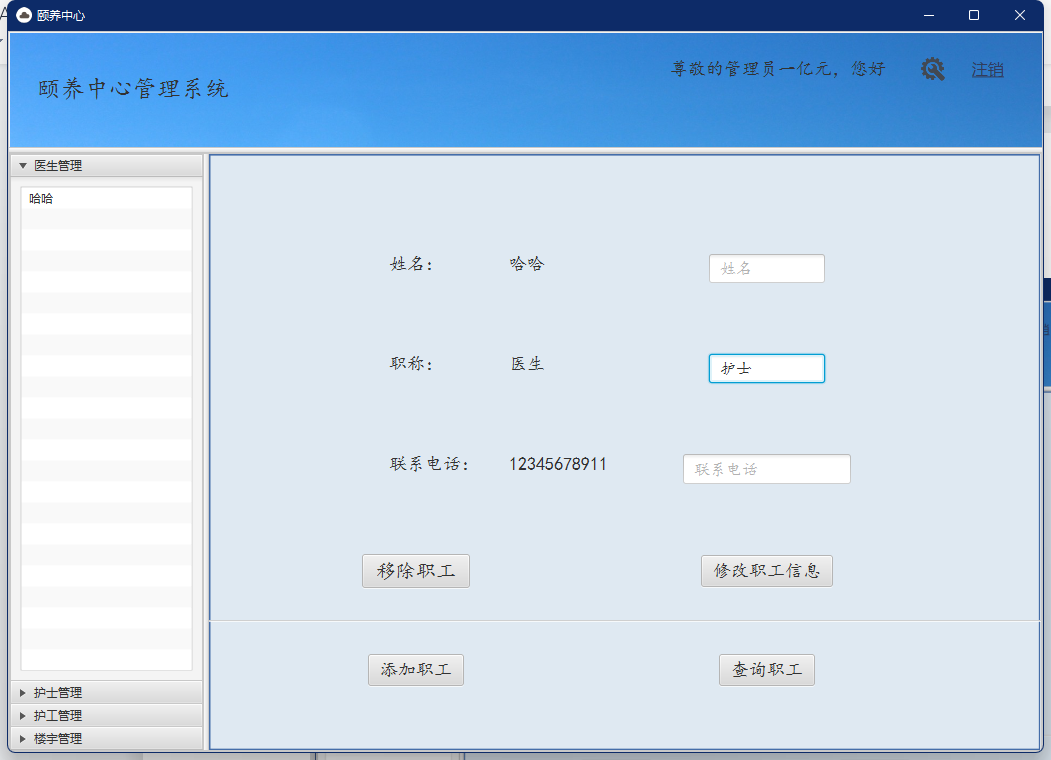 颐养中心
颐养中心管理系统
尊敬的管理员一亿元，您好
注销
医生管理
哈哈
护士管理
护工管理
楼宇管理
姓名：
哈哈
姓名
职称：
医生
护士
联系电话：
12345678911
联系电话
移除职工
修改职工信息
添加职工
查询职工